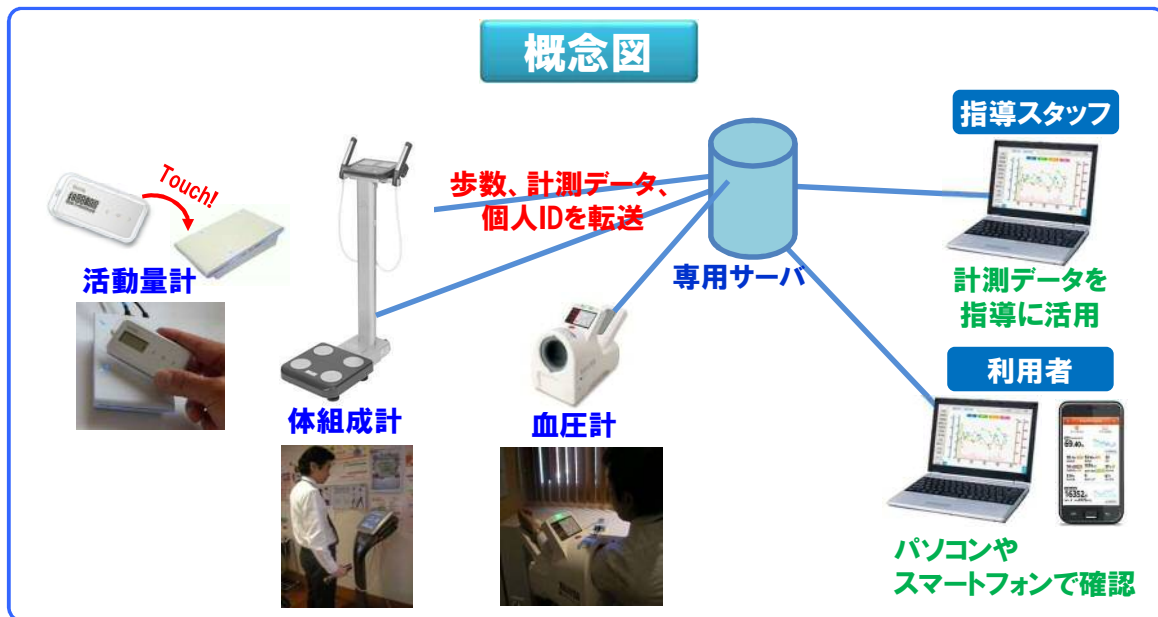 概念図
指導スタッフ
Touch!
歩数、計測データ、
個人IDを転送
活動量計
専用サーバ
計測データを
指導に活用
利用者
体組成計
血圧計
69.40
16352
パソコンや
スマートフォンで確認